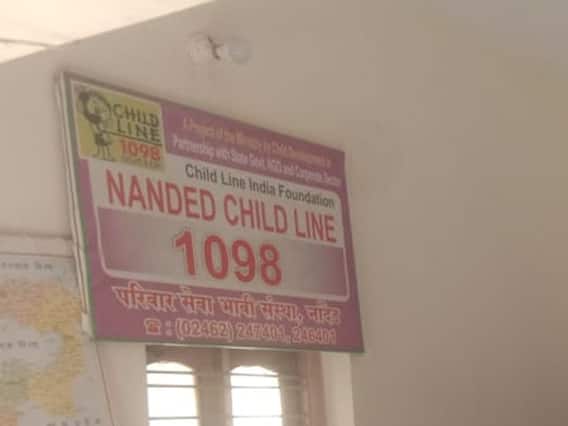 CHILD
LINE
1098
A Project of the Ministry for Child Development in
Partnership with State Govt, NGO and Corporate Sector
Child Line India Foundation
NANDED CHILD LINE
1098
परिवार सेवा भावी संस्था, नांदेड
☎ : (02462) 247401, 246401